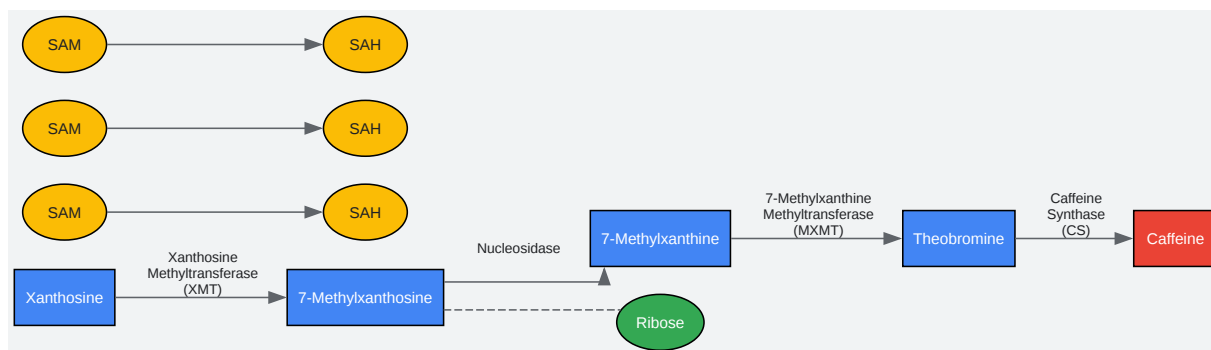 SAM
SAH
SAM
SAH
SAM
SAH
Xanthosine
Xanthosine
Methyltransferase
(XMT)
7-Methylxanthosine
Nucleosidase
Ribose
7-Methylxanthine
7-Methylxanthine
Methyltransferase
(MXMT)
Theobromine
Caffeine
Synthase
(CS)
Caffeine